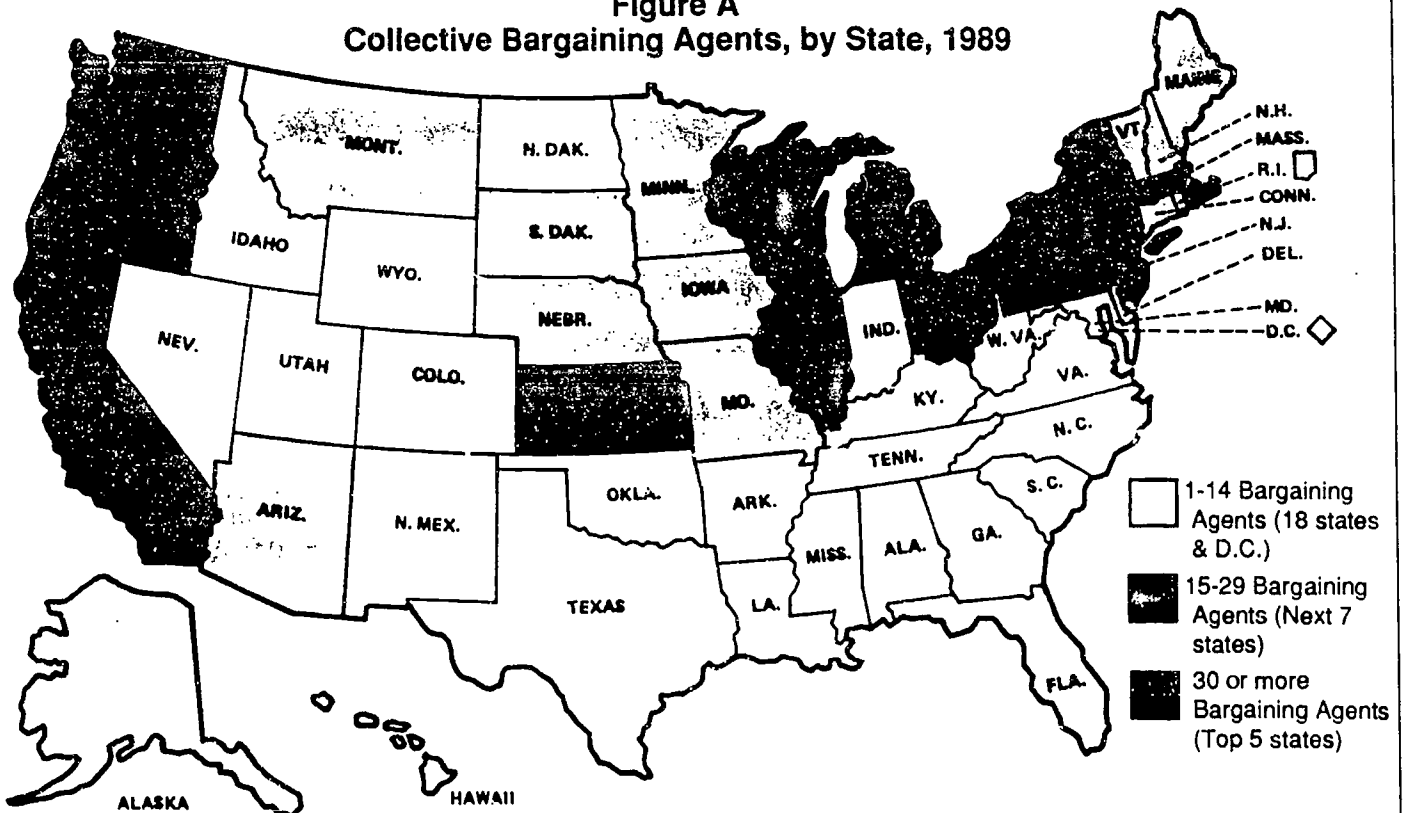 Figure A
Collective Bargaining Agents, by State, 1989
MAINE
VT.
N.H.
MASS.
R.I.
CONN.
N.J.
DEL.
MD.
D.C.
MONT.
N. DAK.
MINN.
IDAHO
S. DAK.
WYO.
IOWA
NEBR.
NEV.
UTAH
COLO.
IND.
W. VA.
VA.
MO.
KY.
N. C.
TENN.
ARIZ.
N. MEX.
OKLA.
ARK.
S. C.
MISS.
ALA.
GA.
TEXAS
LA.
FLA.
ALASKA
HAWAII
1-14 Bargaining
Agents (18 states
& D.C.)
15-29 Bargaining
Agents (Next 7
states)
30 or more
Bargaining Agents
(Top 5 states)